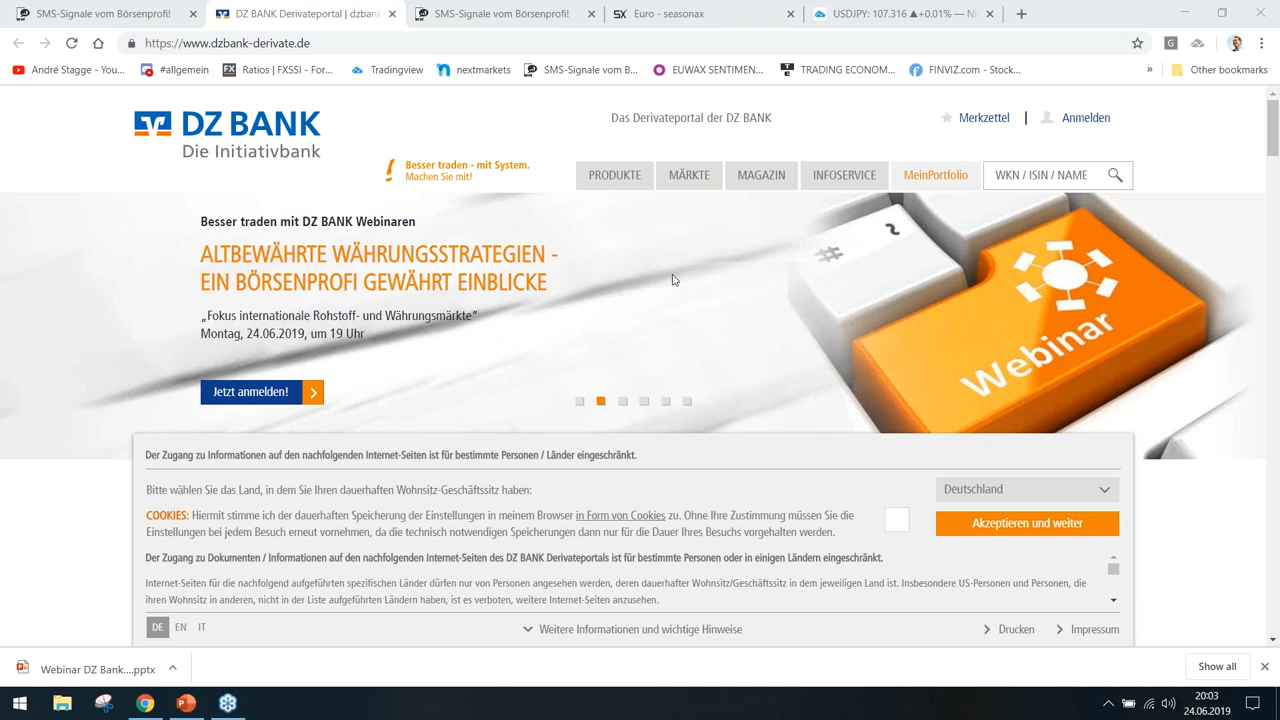 SMS-Signale vom Börsenprofi!
DZ BANK Derivateportal | dzbank
SMS-Signale vom Börsenprofi!
Euro - seasonax
USDJPY: 107.316 ▲+0.01% — Ni
https://www.dzbank-derivate.de
André Stagge - You...
#allgemein
Ratios | FXSSI - For...
Tradingview
nextmarkets
SMS-Signale vom B...
EUWAX SENTIMEN...
TRADING ECONOM...
FINVIZ.com - Stock...
»
Other bookmarks
DZ BANK
Die Initiativbank
Das Derivateportal der DZ BANK
Merkzettel
Anmelden
Besser traden - mit System.
Machen Sie mit!
PRODUKTE
MÄRKTE
MAGAZIN
INFOSERVICE
MeinPortfolio
WKN / ISIN / NAME
Besser traden mit DZ BANK Webinaren
ALTBEWÄHRTE WÄHRUNGSSTRATEGIEN -
EIN BÖRSENPROFI GEWÄHRT EINBLICKE
„Fokus internationale Rohstoff- und Währungsmärkte“
Montag, 24.06.2019, um 19 Uhr
Jetzt anmelden!
#
Webinar
Der Zugang zu Informationen auf den nachfolgenden Internet-Seiten ist für bestimmte Personen / Länder eingeschränkt.
Bitte wählen Sie das Land, in dem Sie Ihren dauerhaften Wohnsitz-Geschäftssitz haben:
Deutschland
COOKIES: Hiermit stimme ich der dauerhaften Speicherung der Einstellungen in meinem Browser in Form von Cookies zu. Ohne Ihre Zustimmung müssen Sie die
Einstellungen bei jedem Besuch erneut vornehmen, da die technisch notwendigen Speicherungen dann nur für die Dauer Ihres Besuchs vorgehalten werden.
Akzeptieren und weiter
Der Zugang zu Dokumenten / Informationen auf den nachfolgenden Internet-Seiten des DZ BANK Derivateportals ist für bestimmte Personen oder in einigen Ländern eingeschränkt.
Internet-Seiten für die nachfolgend aufgeführten spezifischen Länder dürfen nur von Personen angesehen werden, deren dauerhafter Wohnsitz/Geschäftssitz in dem jeweiligen Land ist. Insbesondere US-Personen und Personen, die
ihren Wohnsitz in anderen, nicht in der Liste aufgeführten Ländern haben, ist es verboten, weitere Internet-Seiten anzusehen.
DE EN IT
Weitere Informationen und wichtige Hinweise
Drucken
Impressum
Webinar DZ Bank....pptx
Show all
20:03
24.06.2019